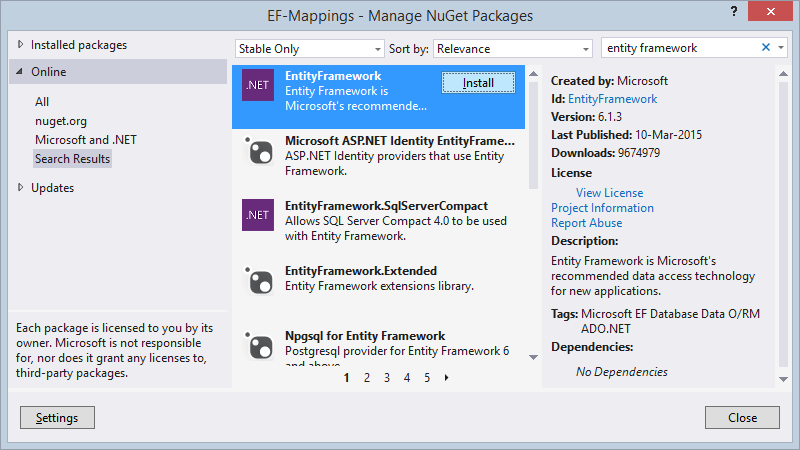 EF-Mappings - Manage NuGet Packages
?
Installed packages
Online
All
nuget.org
Microsoft and .NET
Search Results
Updates
Each package is licensed to you by its
owner. Microsoft is not responsible
for, nor does it grant any licenses to,
third-party packages.
Stable Only
Sort by:
Relevance
.NET
EntityFramework
Entity Framework is
Microsoft's recommende...
Install
Microsoft ASP.NET Identity EntityFrame...
ASP.NET Identity providers that use Entity
Framework.
.NET
EntityFramework.SqlServerCompact
Allows SQL Server Compact 4.0 to be used
with Entity Framework.
EntityFramework.Extended
Entity Framework extensions library.
Npgsql for Entity Framework
Postgresql provider for Entity Framework 6
and above
1 2 3 4 5
entity framework
Created by: Microsoft
Id: EntityFramework
Version: 6.1.3
Last Published: 10-Mar-2015
Downloads: 9674979
License
View License
Project Information
Report Abuse
Description:
Entity Framework is Microsoft's
recommended data access technology
for new applications.
Tags: Microsoft EF Database Data O/RM
ADO.NET
Dependencies:
No Dependencies
Settings
Close